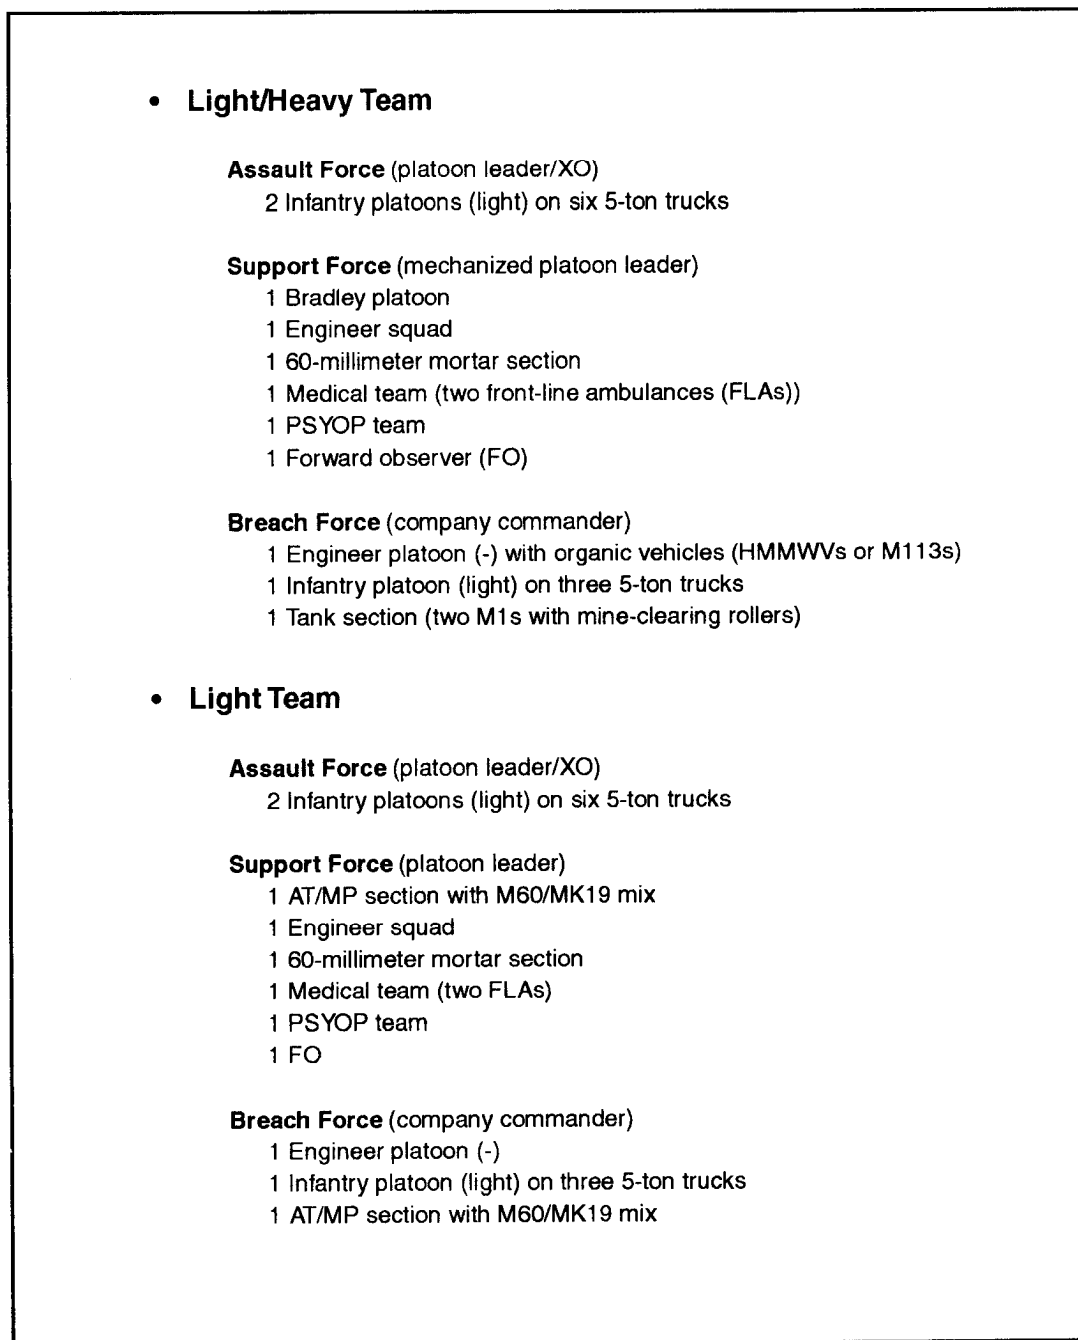 • Light/Heavy Team
Assault Force (platoon leader/XO)
2 Infantry platoons (light) on six 5-ton trucks
Support Force (mechanized platoon leader)
1 Bradley platoon
1 Engineer squad
1 60-millimeter mortar section
1 Medical team (two front-line ambulances (FLAs))
1 PSYOP team
1 Forward observer (FO)
Breach Force (company commander)
1 Engineer platoon (-) with organic vehicles (HMMWVs or M113s)
1 Infantry platoon (light) on three 5-ton trucks
1 Tank section (two M1s with mine-clearing rollers)
• Light Team
Assault Force (platoon leader/XO)
2 Infantry platoons (light) on six 5-ton trucks
Support Force (platoon leader)
1 AT/MP section with M60/MK19 mix
1 Engineer squad
1 60-millimeter mortar section
1 Medical team (two FLAs)
1 PSYOP team
1 FO
Breach Force (company commander)
1 Engineer platoon (-)
1 Infantry platoon (light) on three 5-ton trucks
1 AT/MP section with M60/MK19 mix